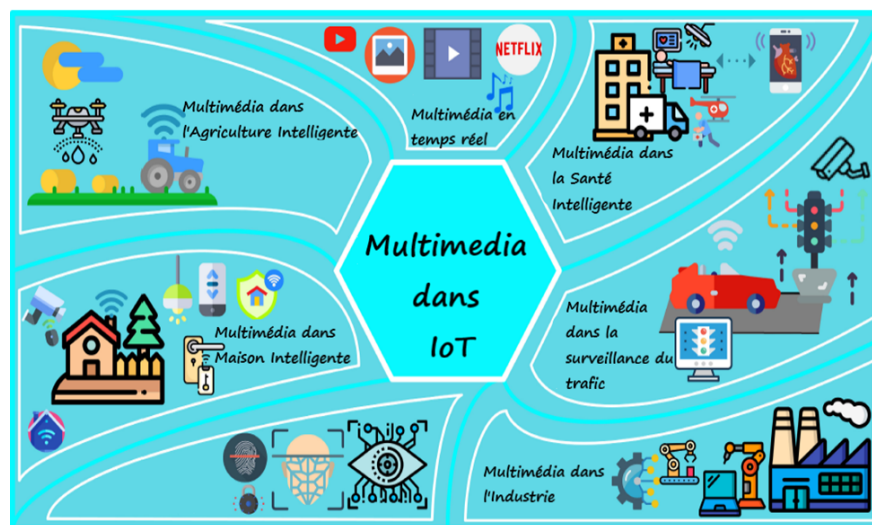 Multimédia dans
l'Agriculture Intelligente
NETFLIX
Multimédia en
temps réel
Multimédia dans
la Santé
Intelligente
Multimedia
dans
IoT
Multimédia dans
Maison Intelligente
Multimédia
dans la
surveillance du
trafic
Multimédia dans
l'Industrie